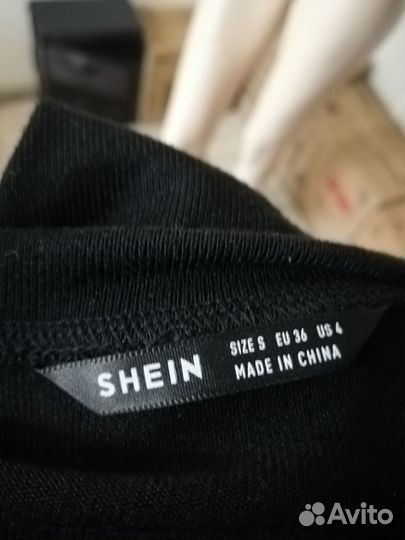 SHEIN
SIZE S EU 36 US 4
MADE IN CHINA
Avito